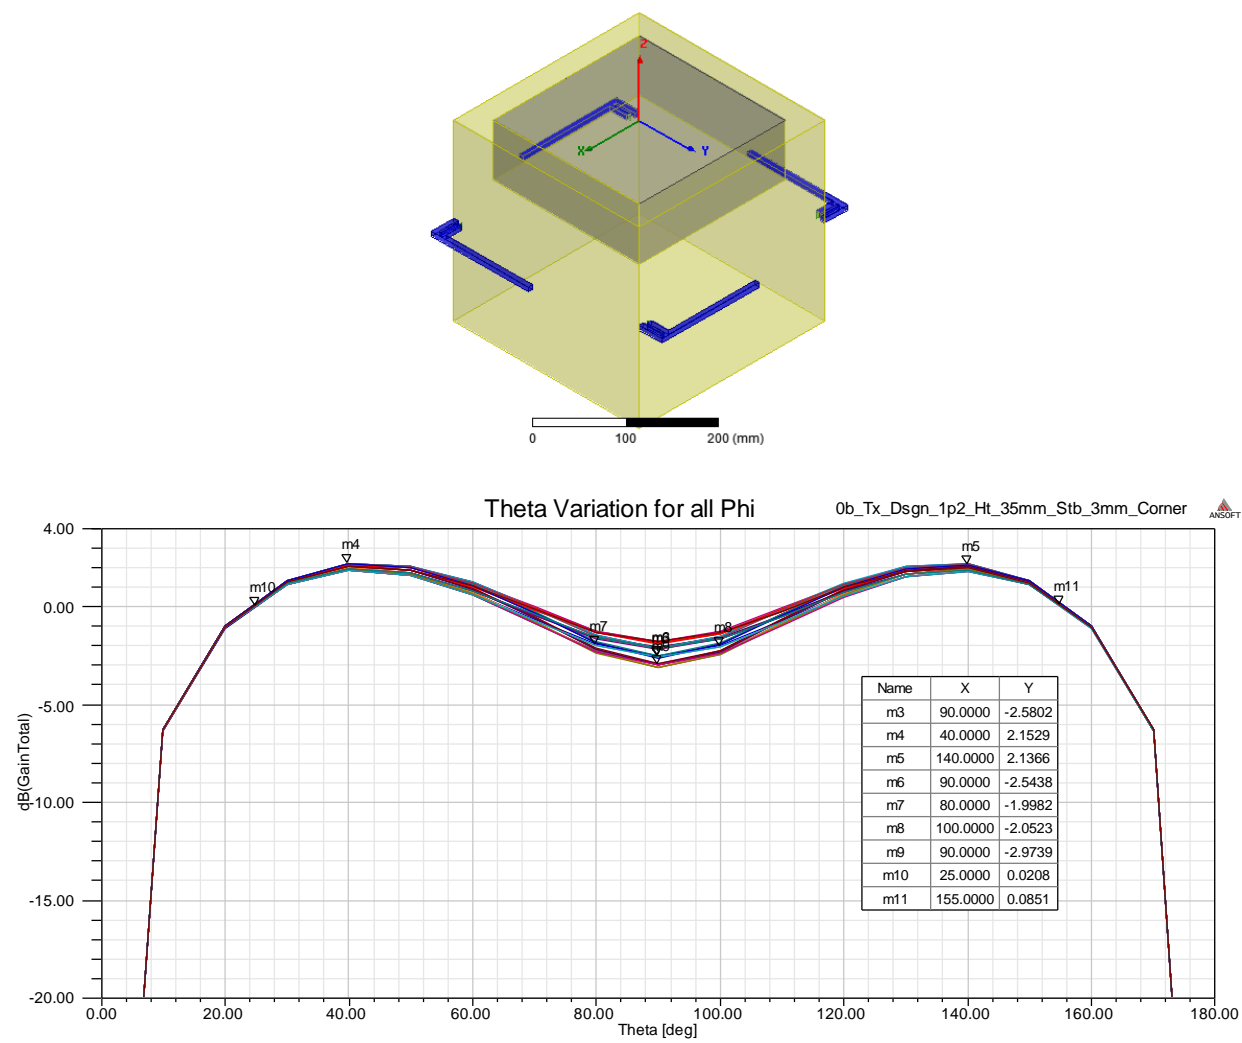 Z
X
Y
0
100
200 (mm)
Theta Variation for all Phi
0b_Tx_Dsgn_1p2_Ht_35mm_Stb_3mm_Corner
ANSOFT
4.00
0.00
-5.00
-10.00
-15.00
-20.00
dB(GainTotal)
m4
m5
m10
m11
m7
m8
Name X Y
m3 90.0000 -2.5802
m4 40.0000 2.1529
m5 140.0000 2.1366
m6 90.0000 -2.5438
m7 80.0000 -1.9982
m8 100.0000 -2.0523
m9 90.0000 -2.9739
m10 25.0000 0.0208
m11 155.0000 0.0851
0.00 20.00 40.00 60.00 80.00 100.00 120.00 140.00 160.00 180.00
Theta [deg]